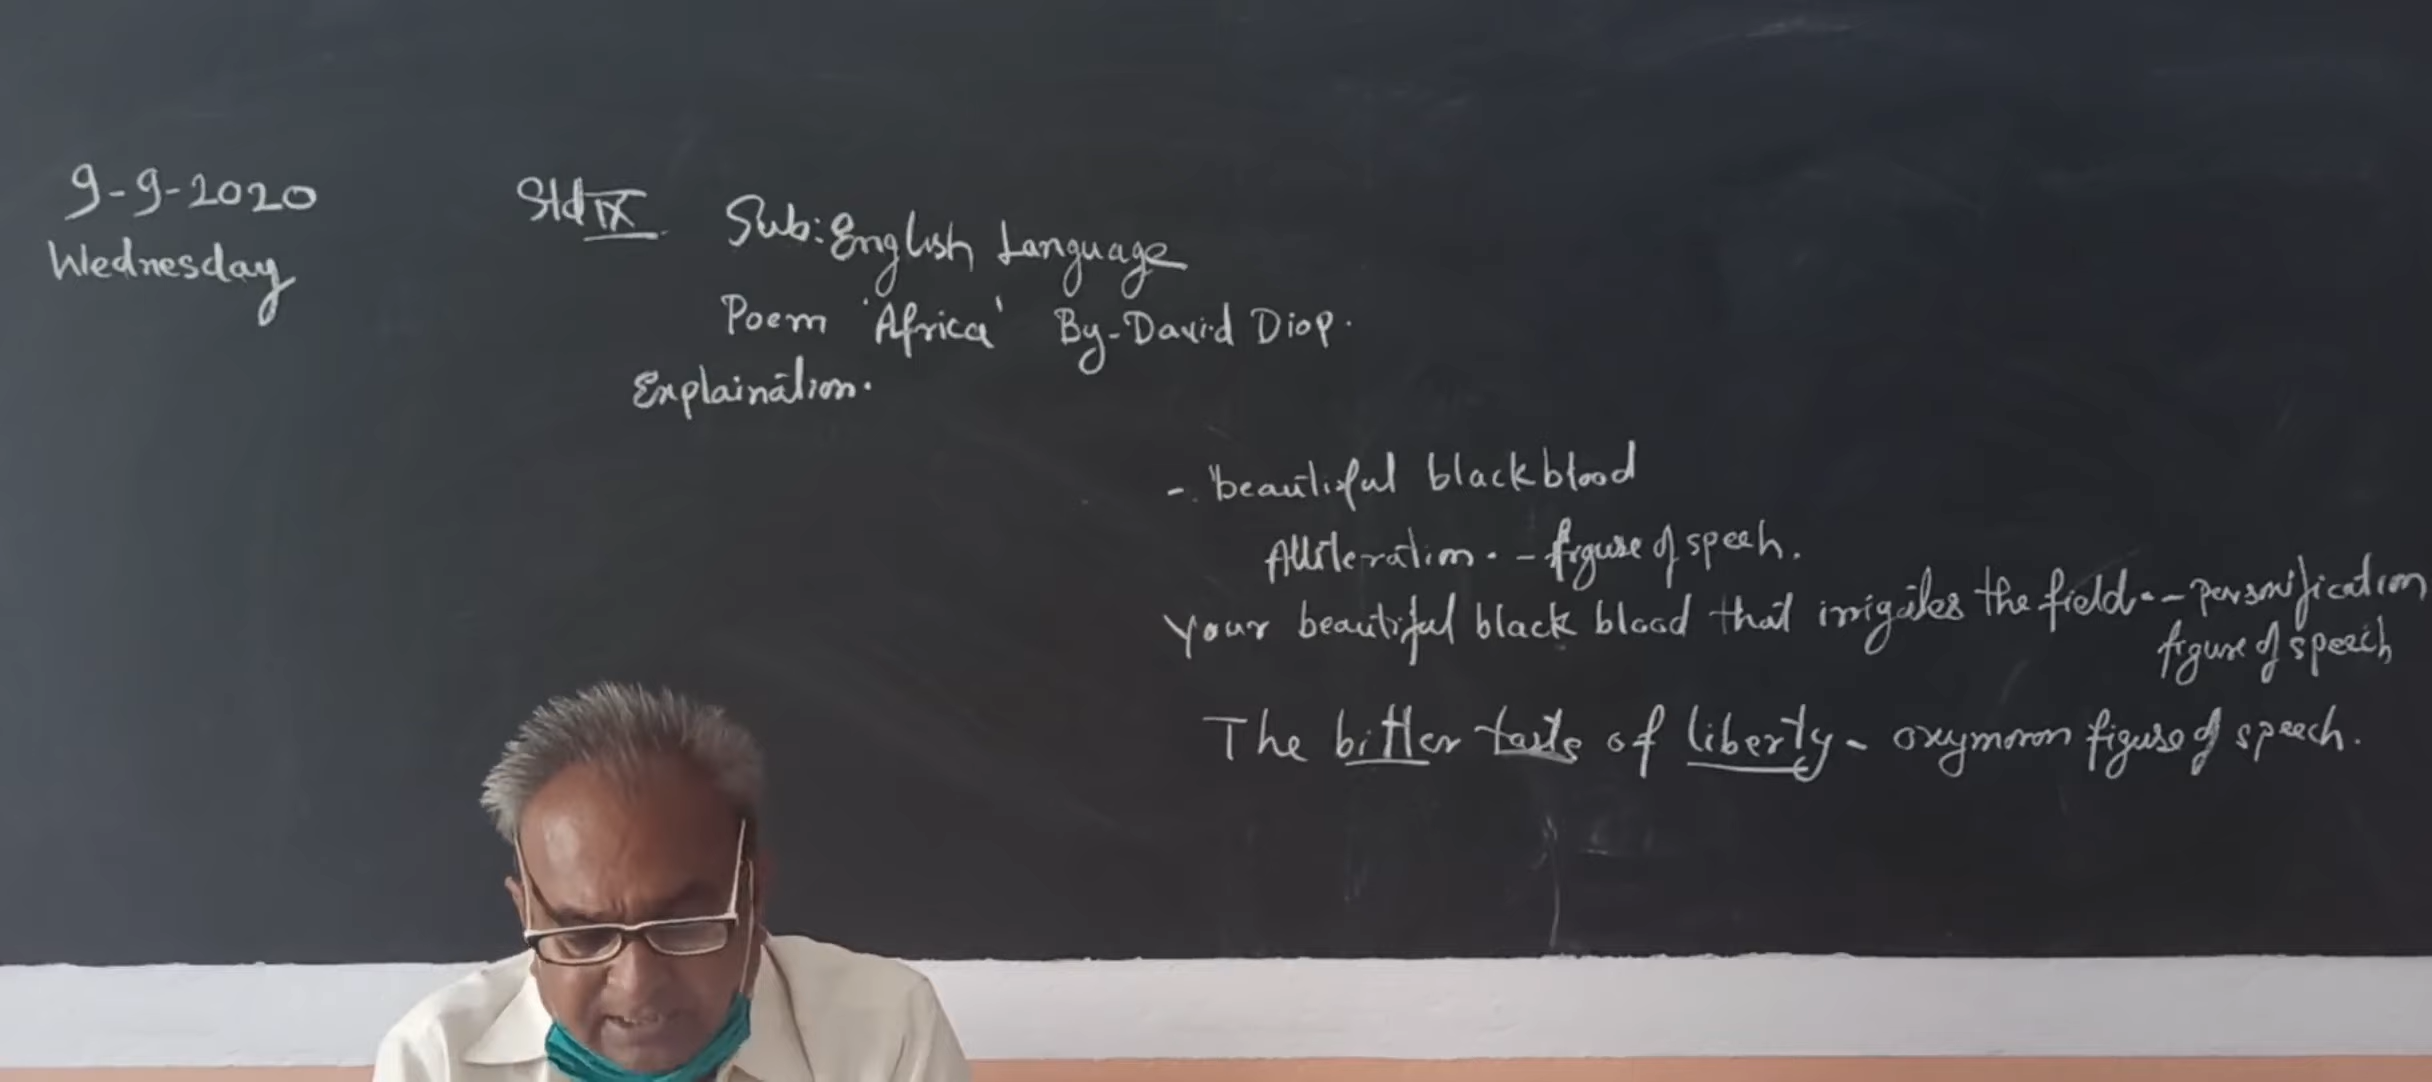 9-9-2020
Wednesday
Std IX Sub: English Language
Poem 'Africa' By-David Diop.
Explaination.
- beautiful black blood
Alliteration. - figure of speech.
Your beautiful black blood that irrigates the field. - personification
figure of speech
The bitter taste of liberty - oxymoron figure of speech.